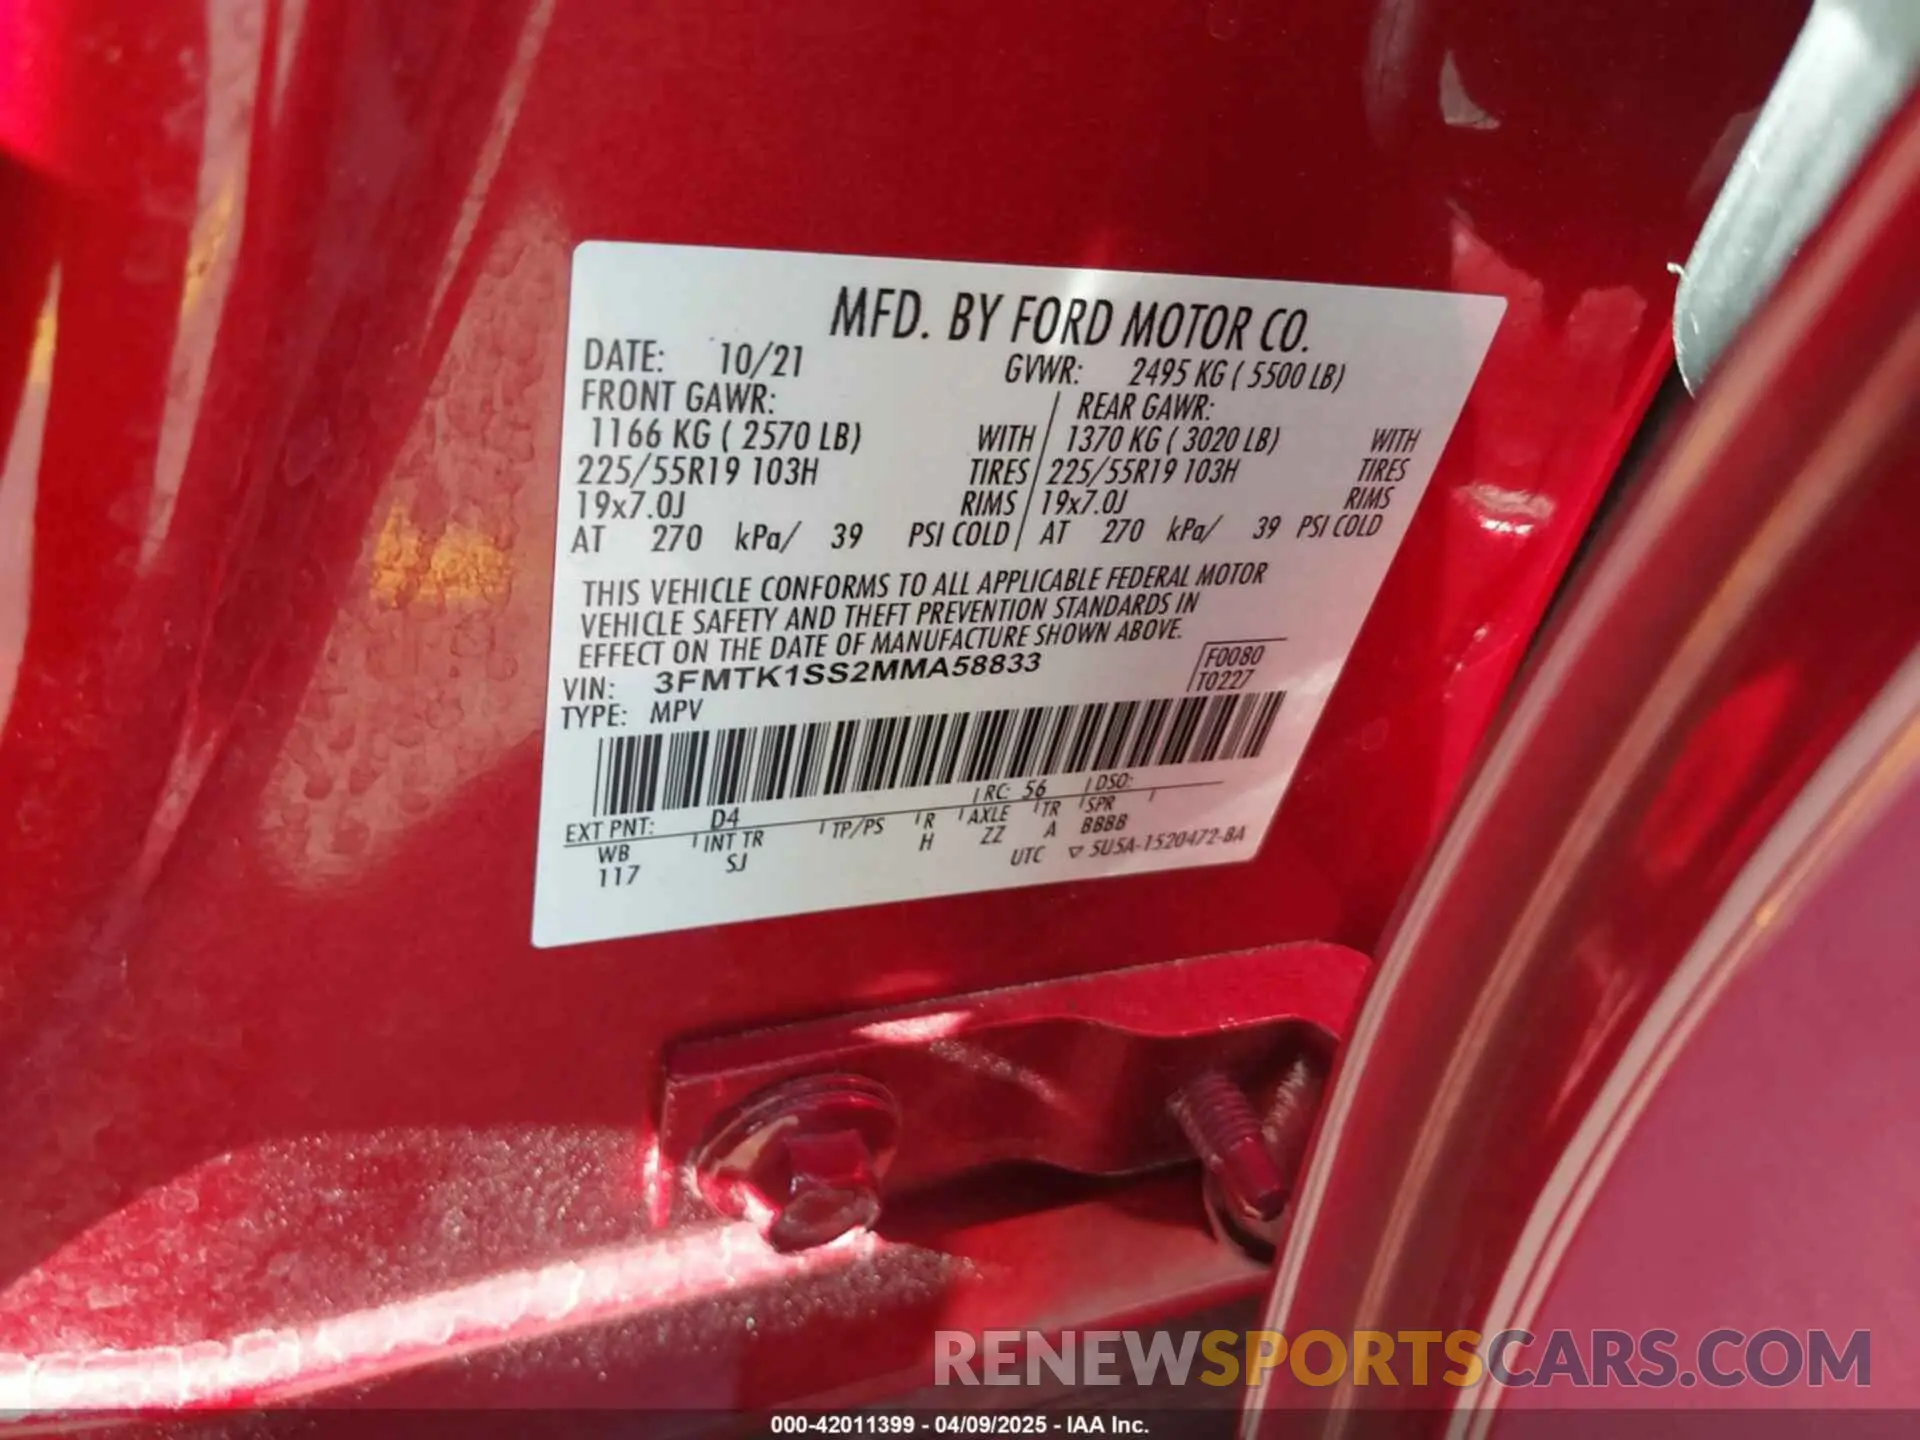 MFD. BY FORD MOTOR CO.
DATE: 10/21 GVWR: 2495 KG ( 5500 LB)
FRONT GAWR: REAR GAWR:
1166 KG ( 2570 LB) WITH 1370 KG ( 3020 LB) WITH
225/55R19 103H TIRES 225/55R19 103H TIRES
19x7.0J RIMS 19x7.0J RIMS
AT 270 kPa/ 39 PSI COLD AT 270 kPa/ 39 PSI COLD
THIS VEHICLE CONFORMS TO ALL APPLICABLE FEDERAL MOTOR
VEHICLE SAFETY AND THEFT PREVENTION STANDARDS IN
EFFECT ON THE DATE OF MANUFACTURE SHOWN ABOVE.
VIN: 3FMTK1SS2MMA58833 F0080
TYPE: MPV T0227
EXT PNT: D4 RC: 56 DSO:
WB INT TR TP/PS R AXLE TR SPR
117 SJ H ZZ A BBBB
UTC ▽ 5U5A-1520472-BA
RENEWSPORTSCARS.COM
000-42011399 - 04/09/2025 - IAA Inc.